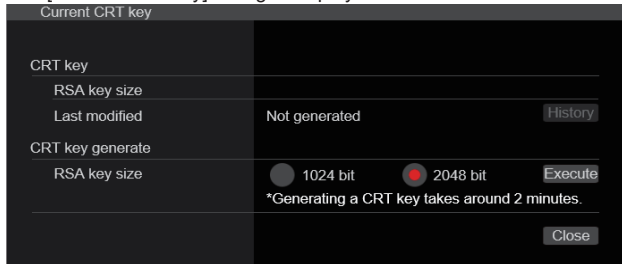 Current CRT key
CRT key
RSA key size
Last modified Not generated History
CRT key generate
RSA key size 1024 bit 2048 bit Execute
*Generating a CRT key takes around 2 minutes.
Close